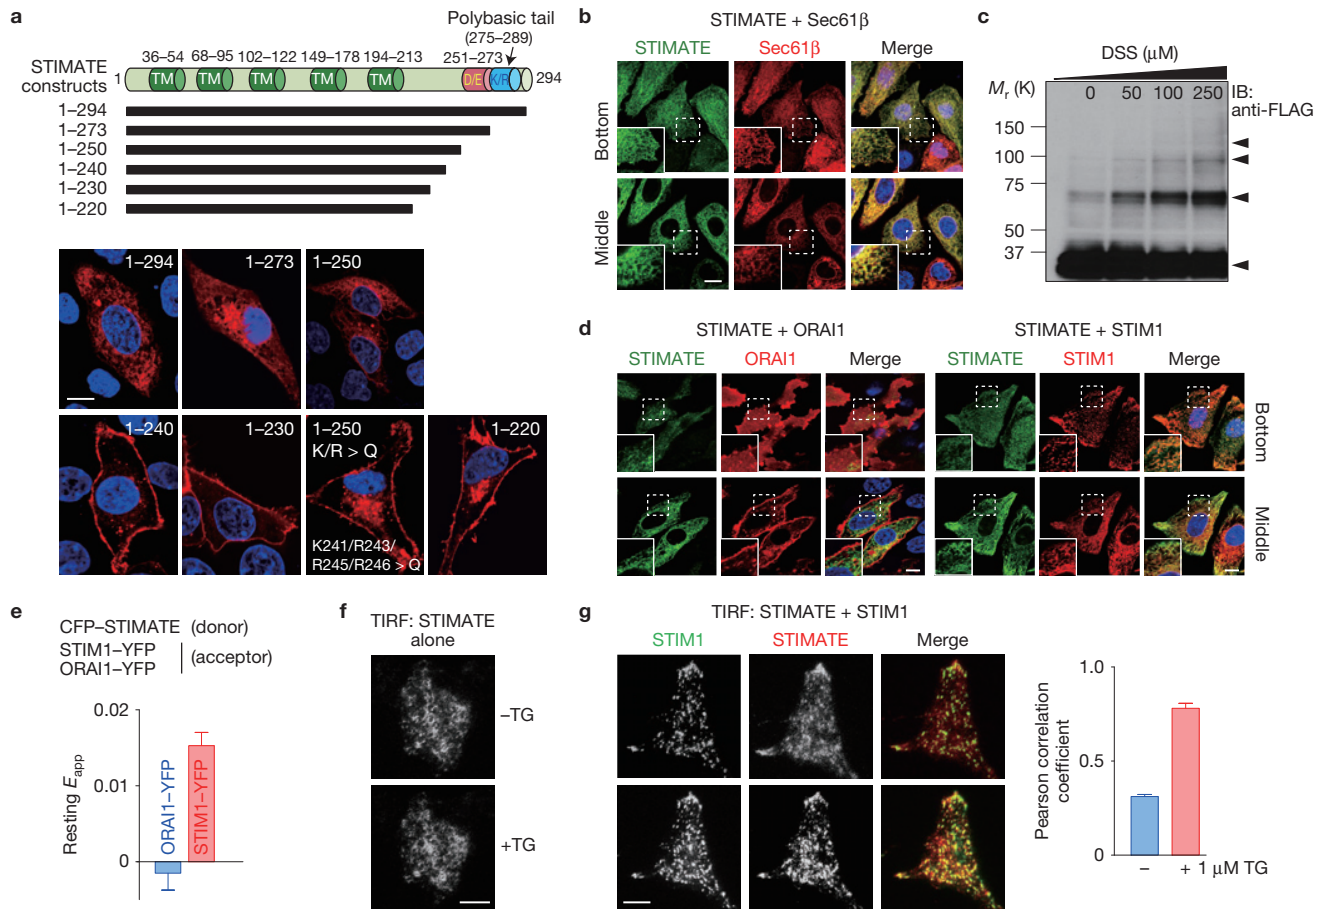 a
Polybasic tail
(275–289)
36–54 68–95 102–122 149–178 194–213 251–273
STIMATE
constructs
1 TM TM TM TM TM D/E K/R 294
1–294
1–273
1–250
1–240
1–230
1–220
1–294 1–273 1–250
1–240 1–230 1–250 1–220
K/R > Q
K241/R243/
R245/R246 > Q
b
STIMATE + Sec61β
STIMATE Sec61β Merge
Bottom
Middle
c
DSS (μM)
Mr (K) 0 50 100 250 IB:
anti-FLAG
150
100
75
50
37
d
STIMATE + ORAI1 STIMATE + STIM1
STIMATE ORAI1 Merge STIMATE STIM1 Merge
Bottom
Middle
e
CFP–STIMATE (donor)
STIM1–YFP
ORAI1–YFP
(acceptor)
0.02
0.01
0
Resting Eapp
ORAI1–YFP
STIM1–YFP
f
TIRF: STIMATE
alone
–TG
+TG
g
TIRF: STIMATE + STIM1
STIM1 STIMATE Merge
1.0
0.5
0
Pearson correlation
coefficient
– + 1 μM TG